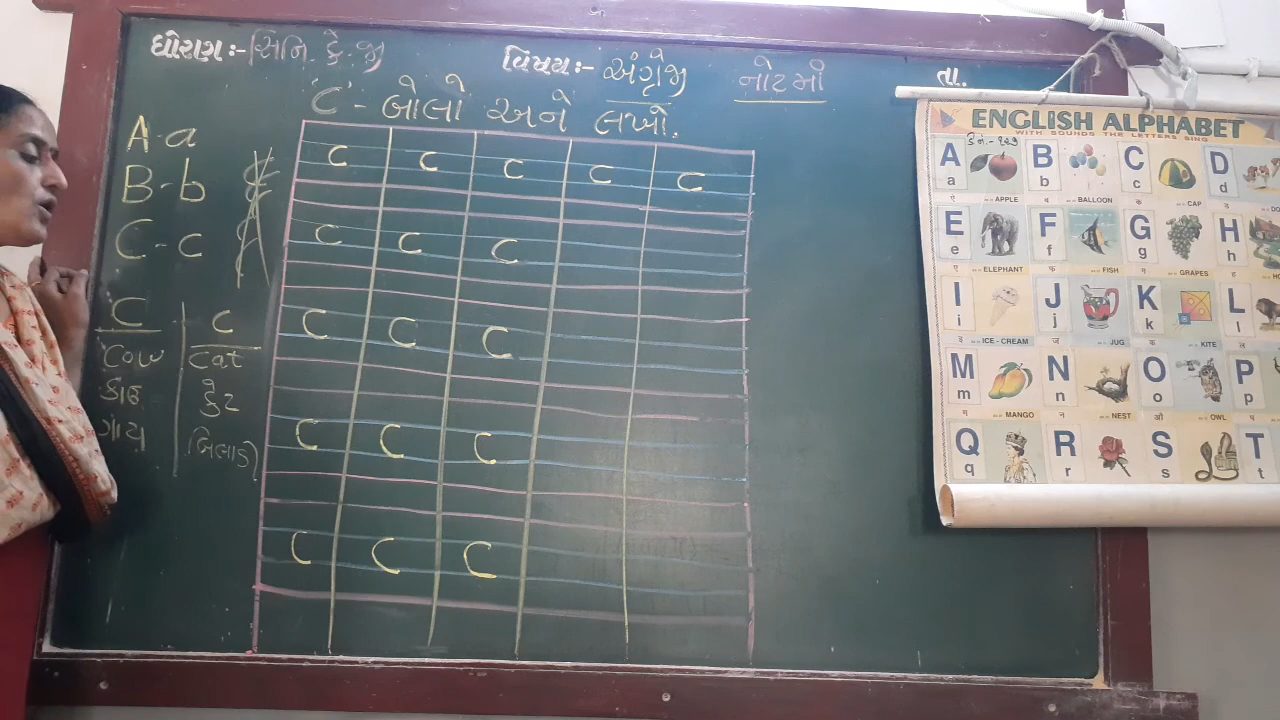 ધોરણ:- સિનિ. કે. જી
વિષય:- અંગ્રેજી
નોટમાં
તા.
'c' - બોલો અને લખો.
A - a
B - b
C - c
C
c
Cow
કાઉ
ગાય
Cat
કેટ
બિલાડી
c c c c c
c c c
c c c
c c c
c c c
ENGLISH ALPHABET
WITH SOUNDS THE LETTERS SING
A a APPLE
B b BALLOON
C c CAP
D d
E e ELEPHANT
F f FISH
G g GRAPES
H h
I i ICE - CREAM
J j JUG
K k KITE
L l
M m MANGO
N n NEST
O o OWL
P p
Q q
R r
S s
T t